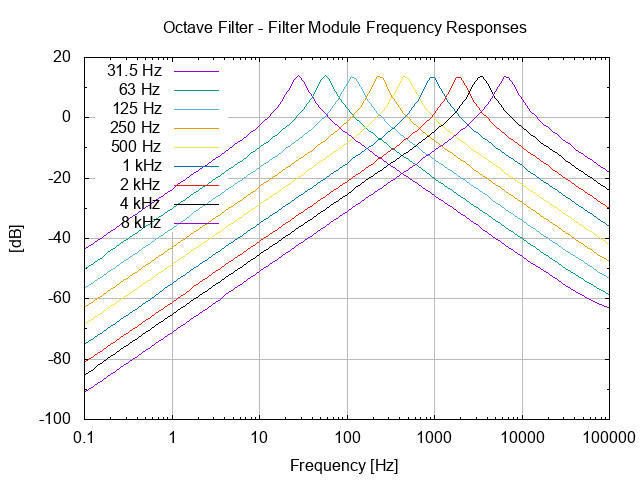 Octave Filter - Filter Module Frequency Responses
20
0
-20
-40
-60
-80
-100
[dB]
31.5 Hz
63 Hz
125 Hz
250 Hz
500 Hz
1 kHz
2 kHz
4 kHz
8 kHz
0.1 1 10 100 1000 10000 100000
Frequency [Hz]